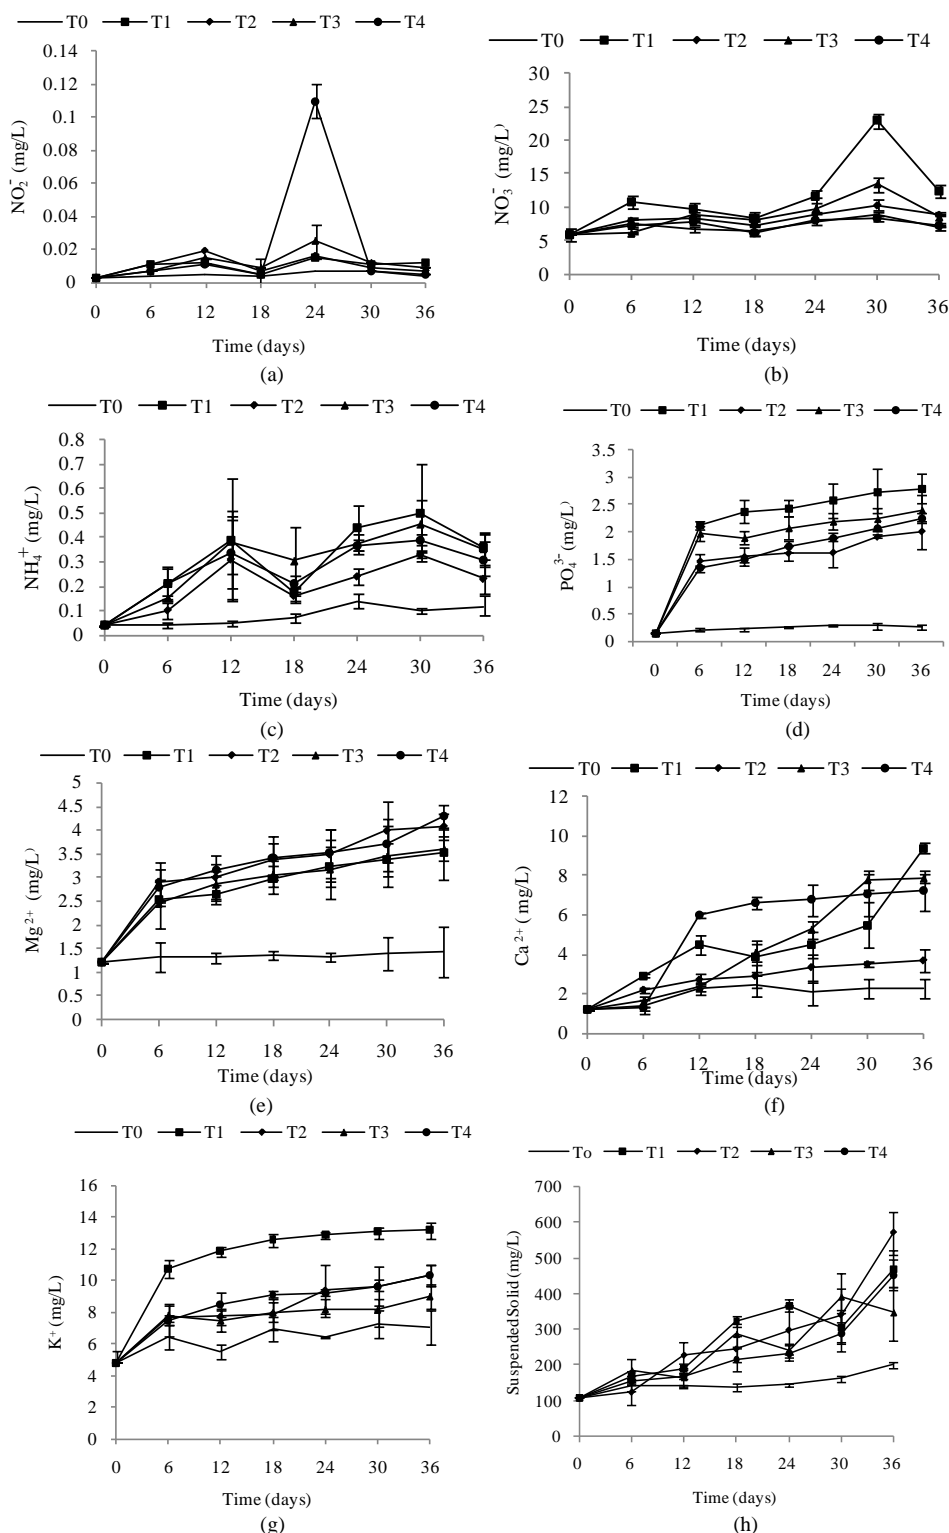 T0 T1 T2 T3 T4
0.14
0.12
0.1
0.08
0.06
0.04
0.02
0
NO₂⁻ (mg/L)
0 6 12 18 24 30 36
Time (days)
(a)
T0 T1 T2 T3 T4
30
25
20
15
10
5
0
NO₃⁻ (mg/L)
0 6 12 18 24 30 36
Time (days)
(b)
T0 T1 T2 T3 T4
0.8
0.7
0.6
0.5
0.4
0.3
0.2
0.1
0
NH₄⁺ (mg/L)
0 6 12 18 24 30 36
Time (days)
(c)
T0 T1 T2 T3 T4
3.5
3
2.5
2
1.5
1
0.5
0
PO₄³⁻ (mg/L)
0 6 12 18 24 30 36
Time (days)
(d)
T0 T1 T2 T3 T4
5
4.5
4
3.5
3
2.5
2
1.5
1
0.5
0
Mg²⁺ (mg/L)
0 6 12 18 24 30 36
Time (days)
(e)
T0 T1 T2 T3 T4
12
10
8
6
4
2
0
Ca²⁺ ( mg/L)
0 6 12 18 24 30 36
Time (days)
(f)
T0 T1 T2 T3 T4
16
14
12
10
8
6
4
2
0
K⁺ (mg/L)
0 6 12 18 24 30 36
Time (days)
(g)
To T1 T2 T3 T4
700
600
500
400
300
200
100
0
Suspended Solid (mg/L)
0 6 12 18 24 30 36
Time (days)
(h)